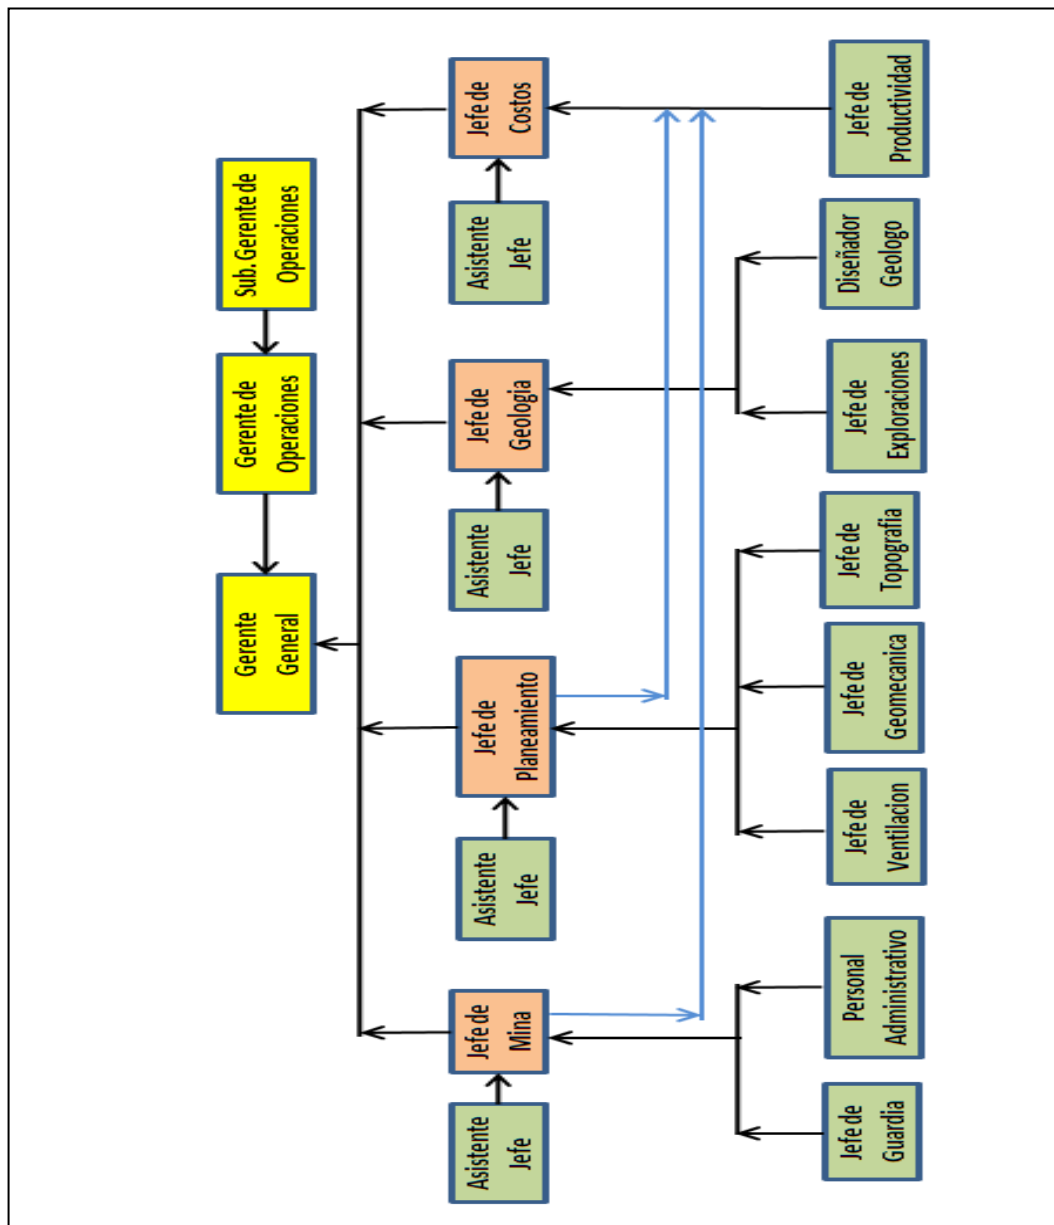 Gerente
General
Gerente de
Operaciones
Sub. Gerente de
Operaciones
Asistente
Jefe
Jefe de
Mina
Asistente
Jefe
Jefe de
Planeamiento
Asistente
Jefe
Jefe de
Geologia
Asistente
Jefe
Jefe de
Costos
Jefe de
Guardia
Personal
Administrativo
Jefe de
Ventilacion
Jefe de
Geomecanica
Jefe de
Topografia
Jefe de
Exploraciones
Diseñador
Geologo
Jefe de
Productividad